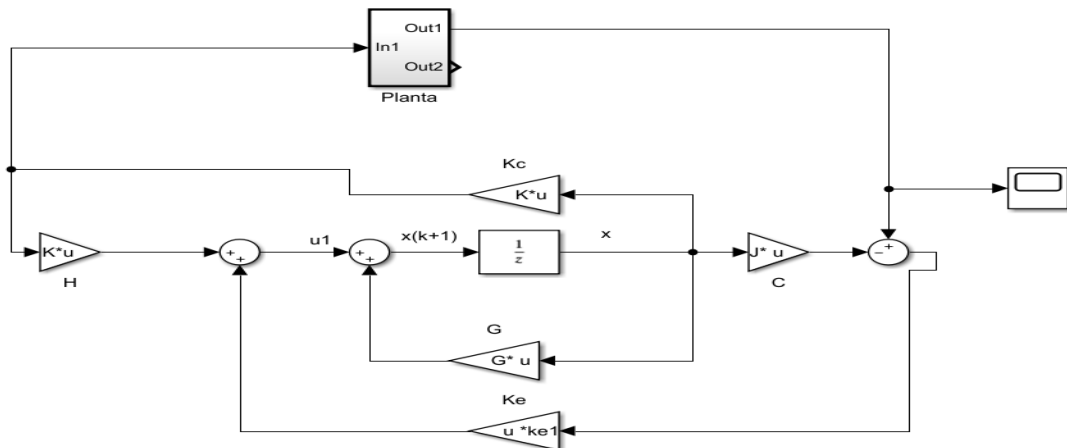 Out1
In1
Out2
Planta
Kc
K*u
u1
x(k+1)
1
z
x
K*u
H
J* u
C
G
G* u
Ke
u *ke1